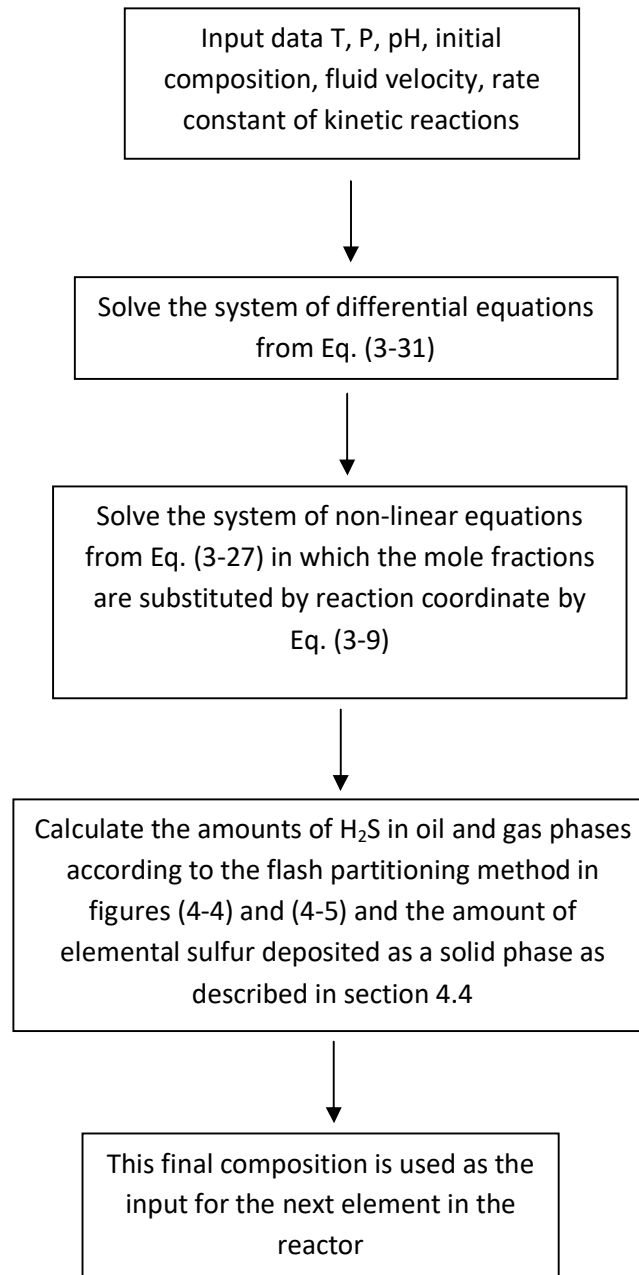 Input data T, P, pH, initial
composition, fluid velocity, rate
constant of kinetic reactions
Solve the system of differential equations
from Eq. (3-31)
Solve the system of non-linear equations
from Eq. (3-27) in which the mole fractions
are substituted by reaction coordinate by
Eq. (3-9)
Calculate the amounts of H₂S in oil and gas phases
according to the flash partitioning method in
figures (4-4) and (4-5) and the amount of
elemental sulfur deposited as a solid phase as
described in section 4.4
This final composition is used as the
input for the next element in the
reactor